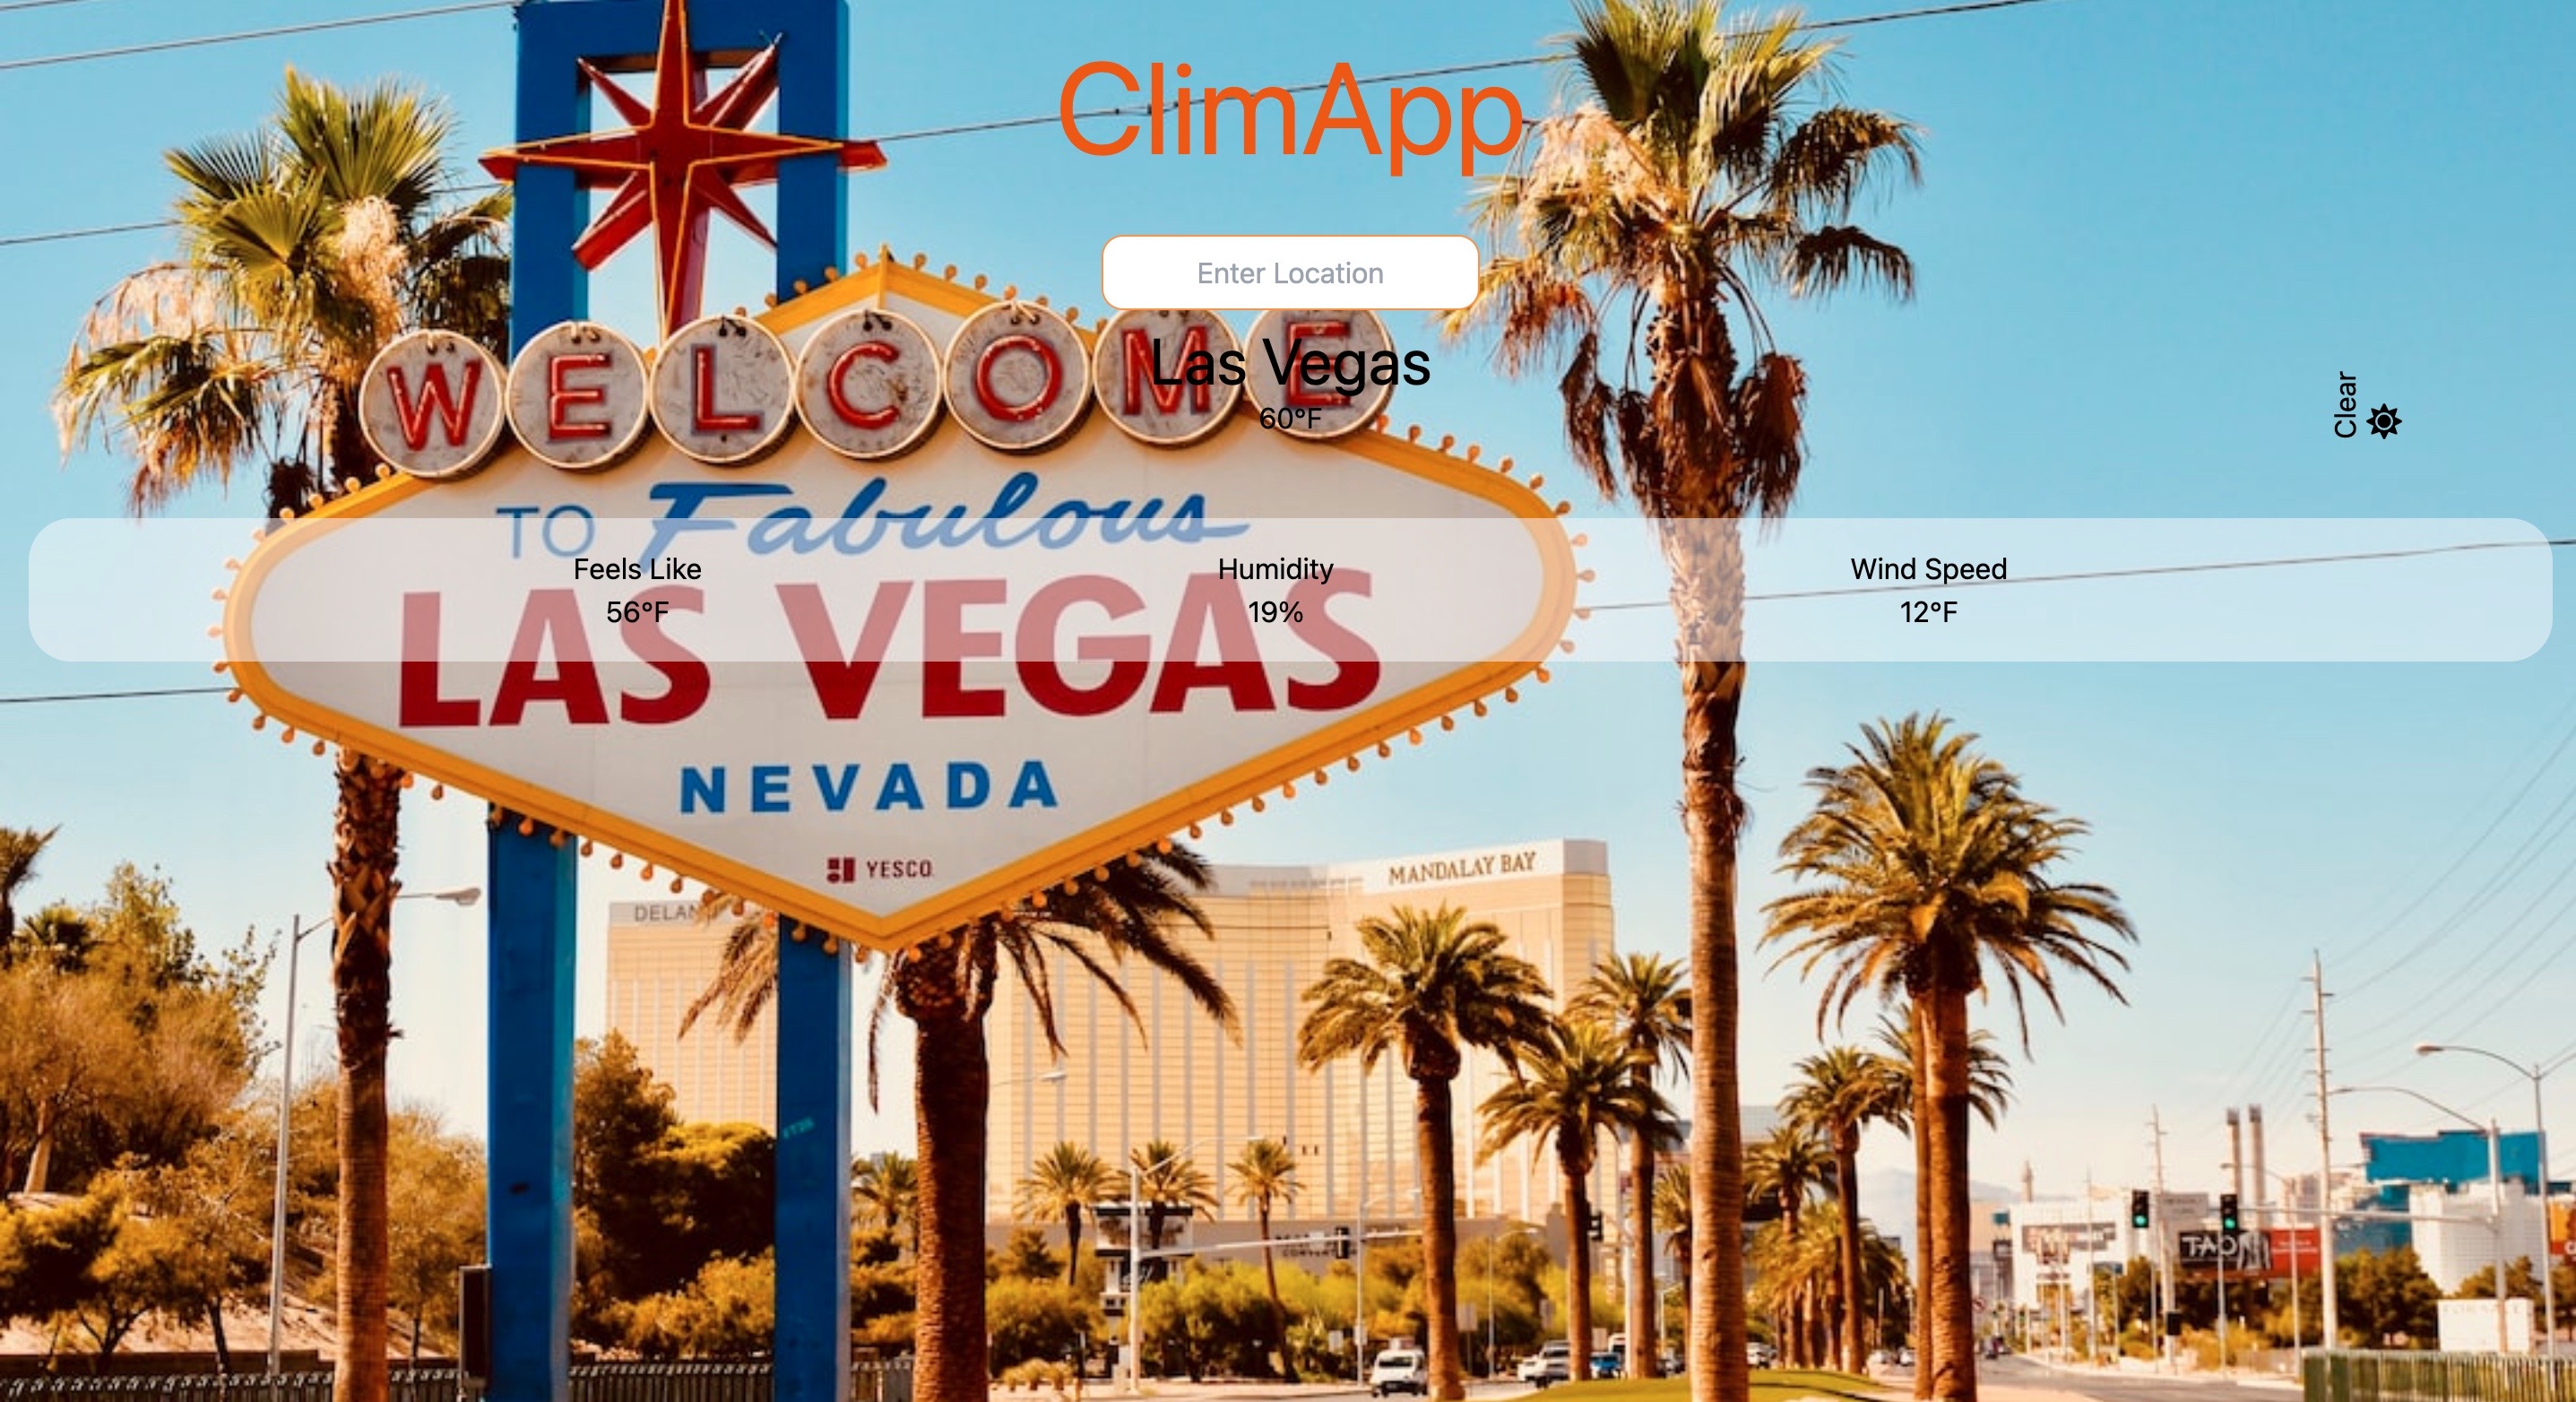 ClimApp
Enter Location
Las Vegas
60°F
Clear
WELCOME
TO Fabulous
Feels Like
Humidity
Wind Speed
56°F
19%
12°F
LAS VEGAS
NEVADA
YESCO
MANDALAY BAY
TAO